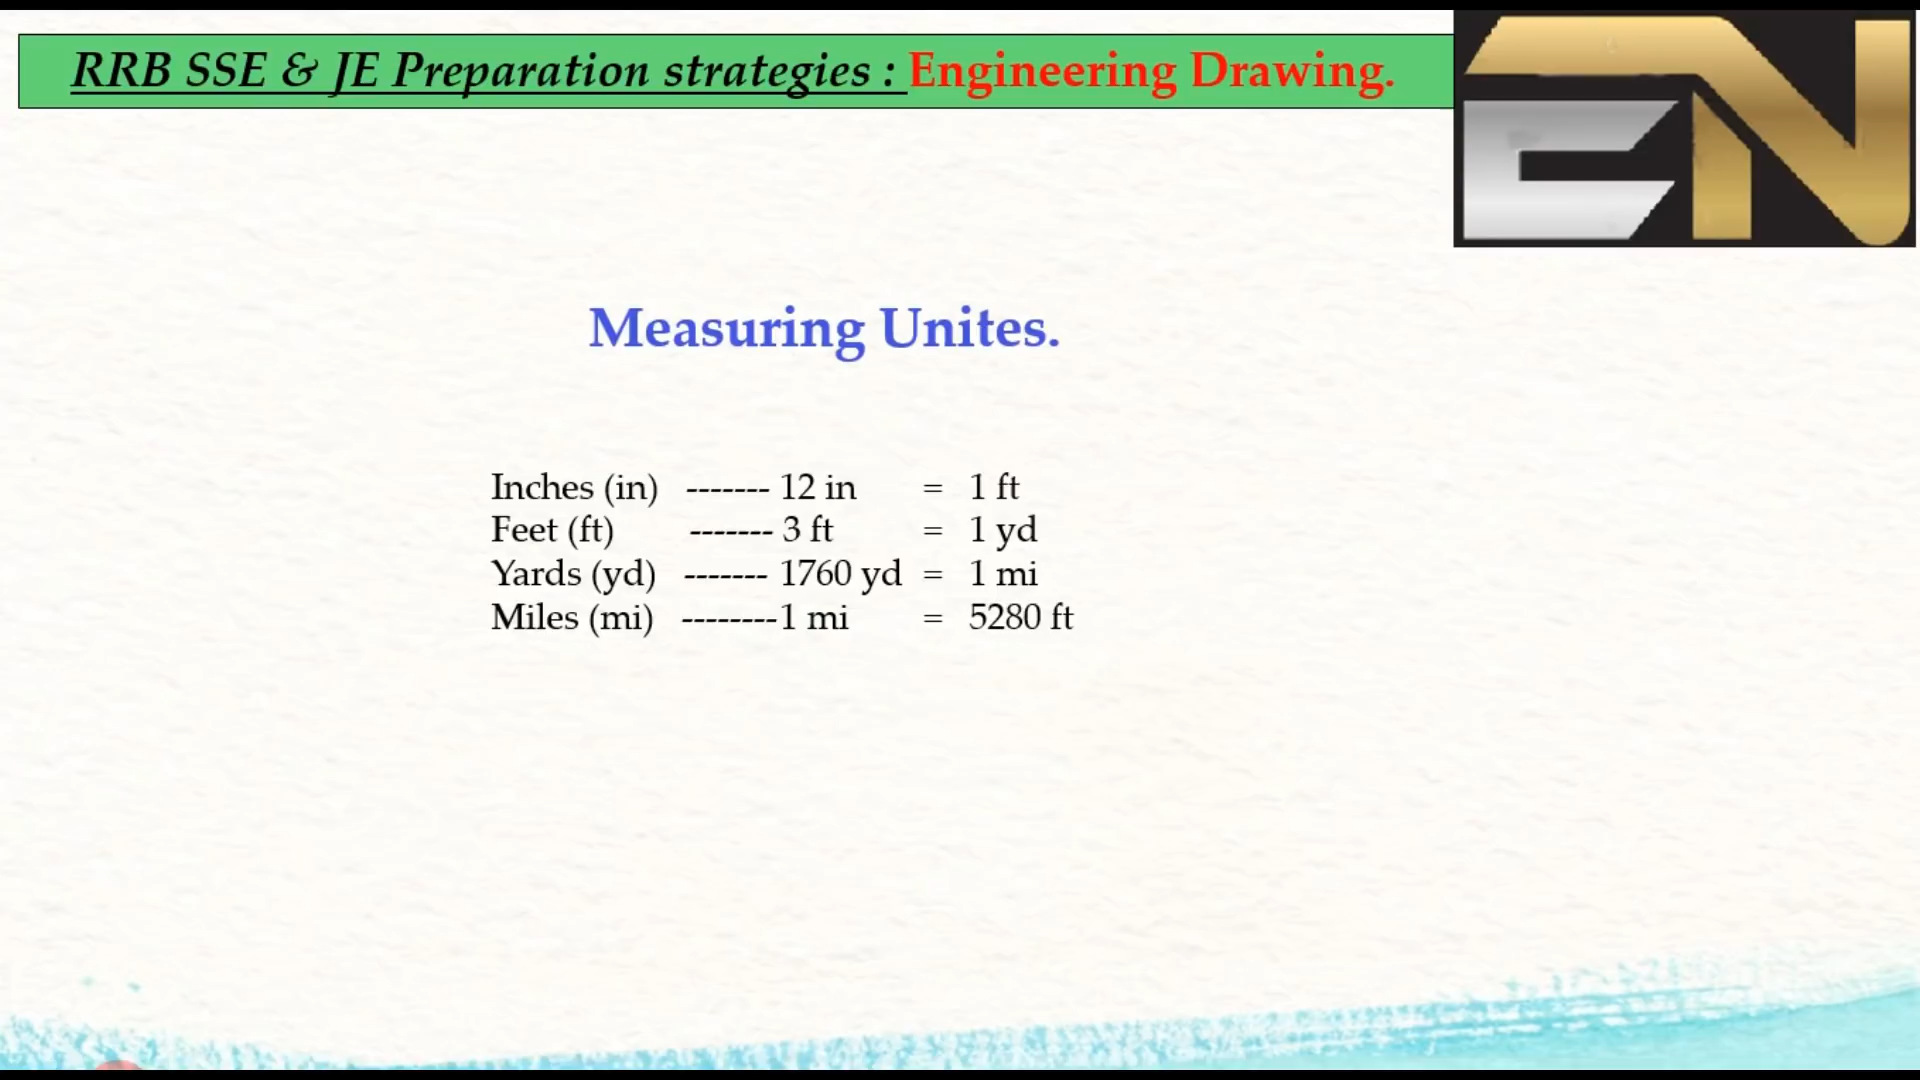 RRB SSE & JE Preparation strategies : Engineering Drawing.
EN
Measuring Unites.
Inches (in) ------- 12 in = 1 ft
Feet (ft) ------- 3 ft = 1 yd
Yards (yd) ------- 1760 yd = 1 mi
Miles (mi) --------1 mi = 5280 ft